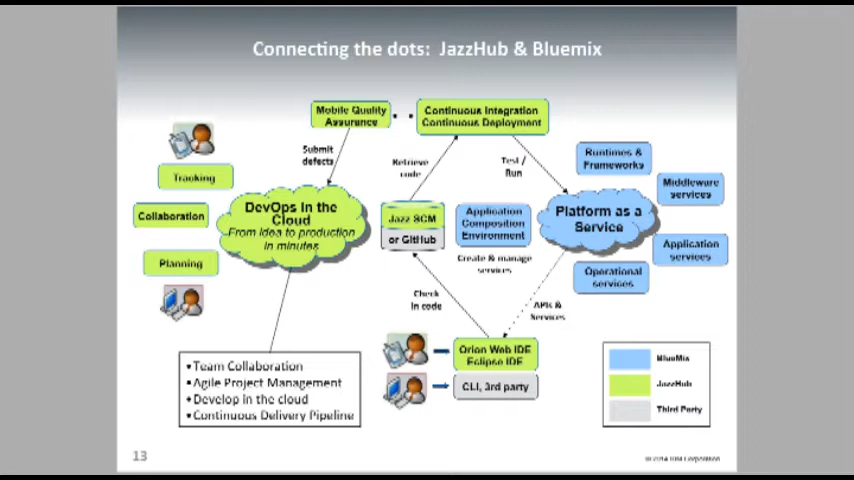 Connecting the dots: JazzHub & Bluemix
Mobile Quality
Assurance
Continuous Integration
Continuous Deployment
Submit
defects
Retrieve
code
Test /
Run
Runtimes &
Frameworks
Tracking
Middleware
services
Collaboration
DevOps in the
Cloud
From idea to production
in minutes
Jazz SCM
or GitHub
Application
Composition
Environment
Platform as a
Service
Create & manage
services
Application
services
Planning
Operational
services
Check
in code
APIs &
Services
Orion Web IDE
Eclipse IDE
CLI, 3rd party
•Team Collaboration
•Agile Project Management
•Develop in the cloud
•Continuous Delivery Pipeline
BlueMix
JazzHub
Third Party
13
© 2014 IBM Corporation